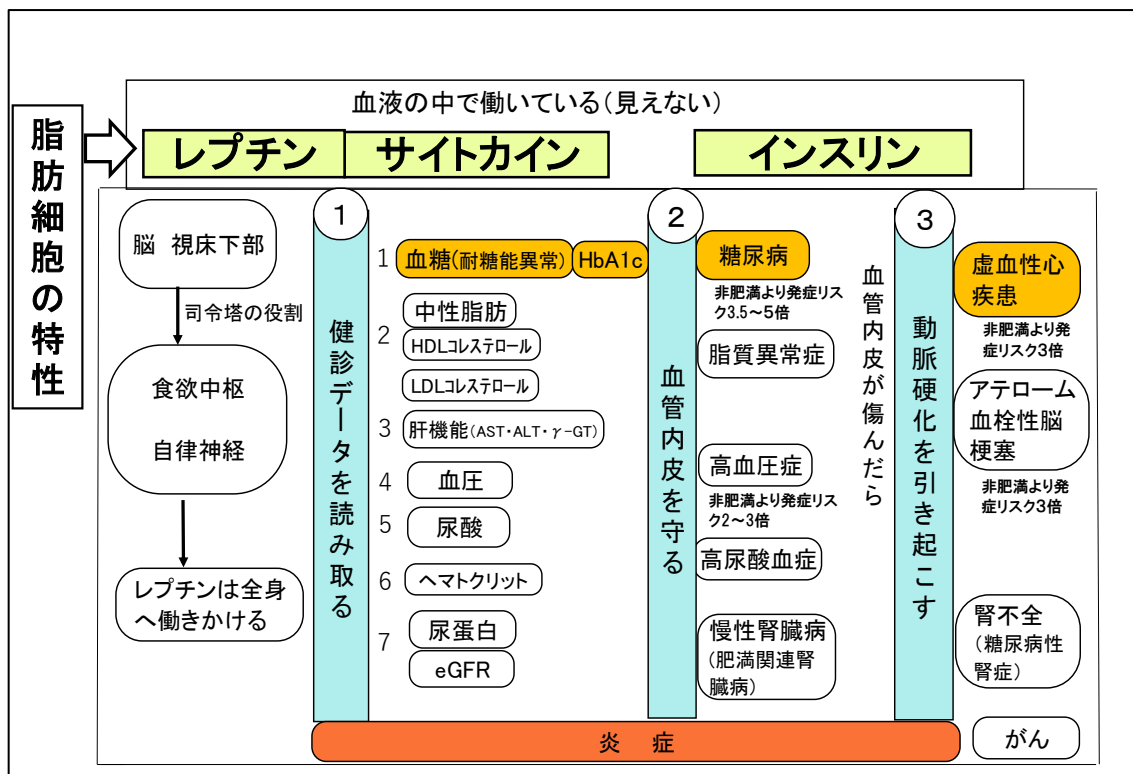 脂肪細胞の特性
血液の中で働いている(見えない)
レプチン
サイトカイン
インスリン
脳 視床下部
司令塔の役割
食欲中枢
自律神経
レプチンは全身
へ働きかける
1
健診データを読み取る
1 血糖(耐糖能異常) HbA1c
2 中性脂肪
HDLコレステロール
LDLコレステロール
3 肝機能(AST・ALT・γ-GT)
4 血圧
5 尿酸
6 ヘマトクリット
7 尿蛋白
eGFR
2
血管内皮を守る
糖尿病
非肥満より発症リス
ク3.5~5倍
脂質異常症
高血圧症
非肥満より発症リス
ク2~3倍
高尿酸血症
慢性腎臓病
(肥満関連腎
臓病)
血管内皮が傷んだら
3
動脈硬化を引き起こす
虚血性心
疾患
非肥満より発
症リスク3倍
アテローム
血栓性脳
梗塞
非肥満より発
症リスク3倍
腎不全
(糖尿病性
腎症)
がん
炎 症